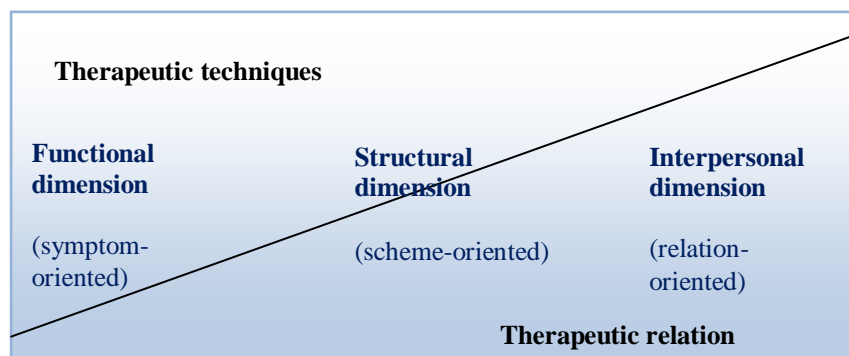 Therapeutic techniques
Functional
dimension
(symptom-
oriented)
Structural
dimension
(scheme-oriented)
Interpersonal
dimension
(relation-
oriented)
Therapeutic relation